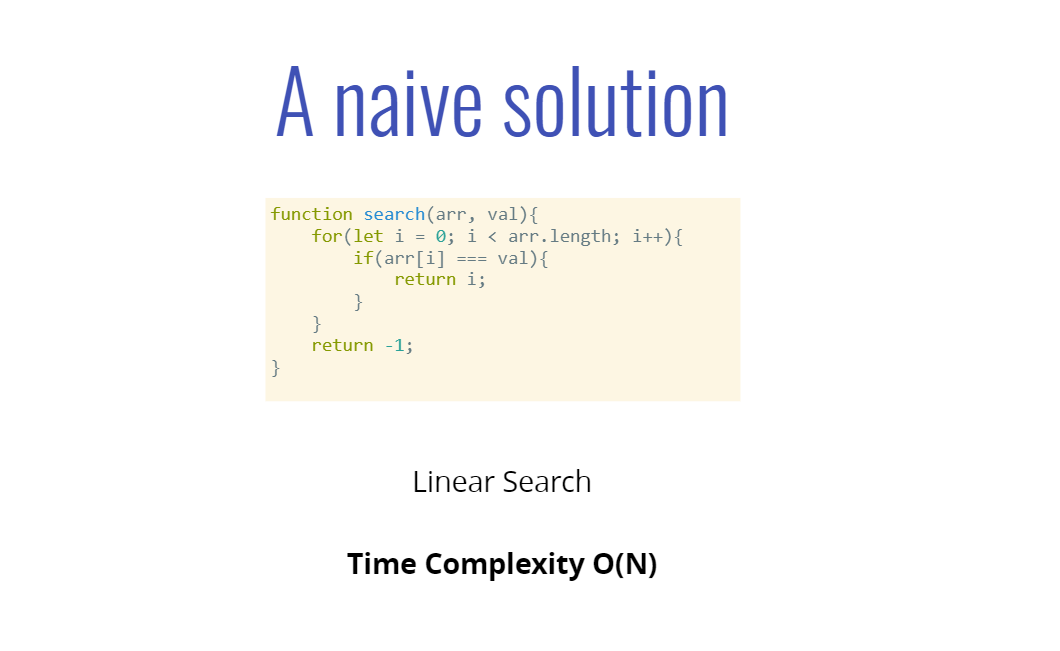 A naive solution
function search(arr, val){
    for(let i = 0; i < arr.length; i++){
        if(arr[i] === val){
            return i;
        }
    }
    return -1;
}
Linear Search
Time Complexity O(N)